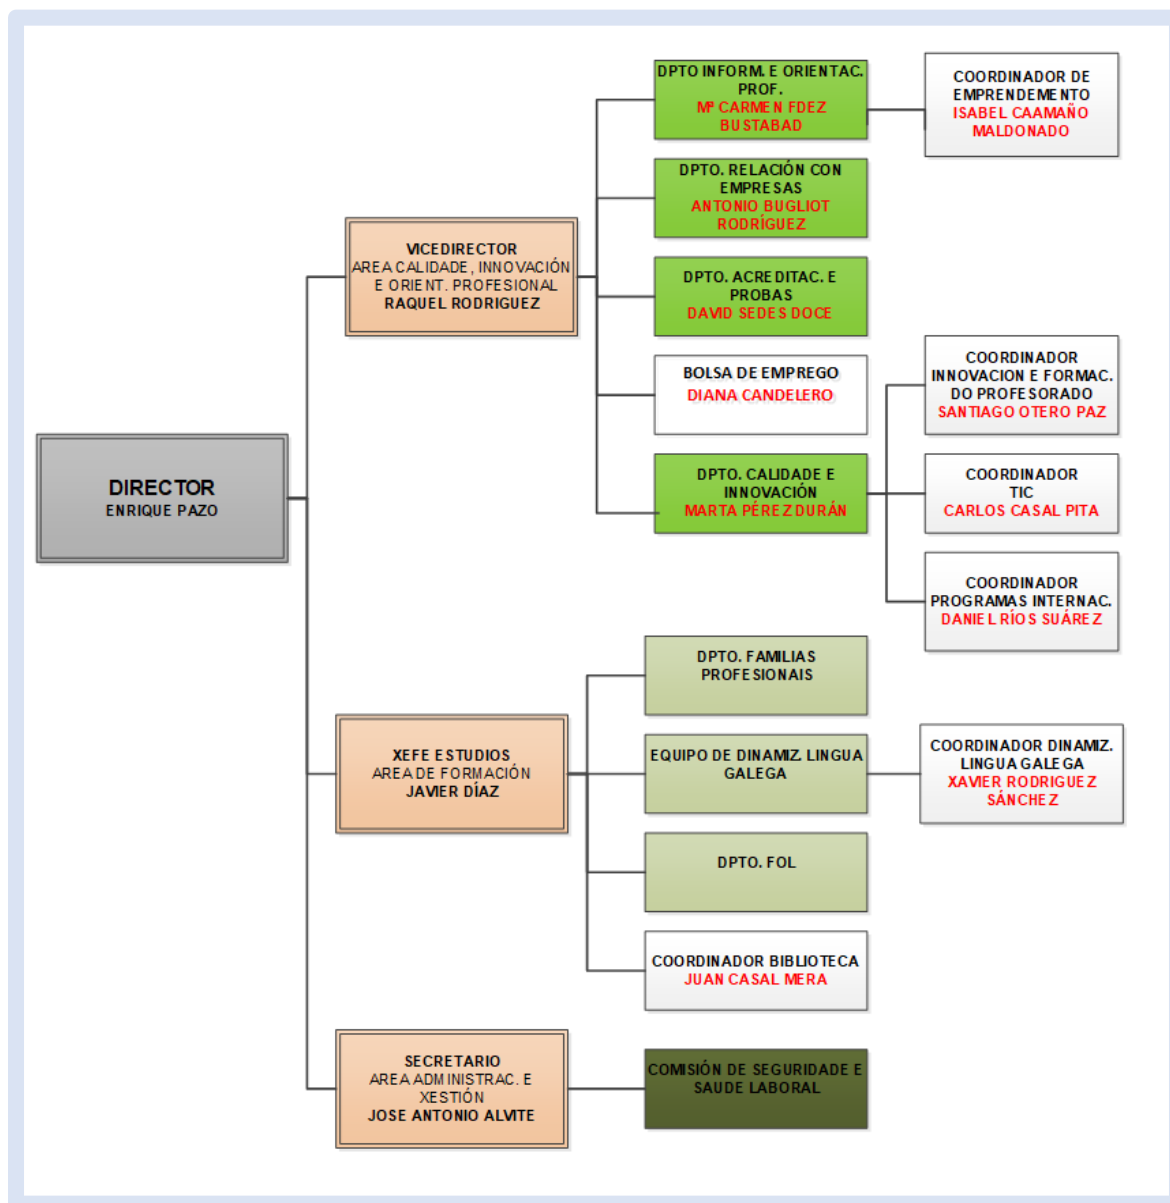 DIRECTOR
ENRIQUE PAZO
VICEDIRECTOR
AREA CALIDADE, INNOVACIÓN
E ORIENT. PROFESIONAL
RAQUEL RODRIGUEZ
DPTO INFORM. E ORIENTAC.
PROF.
Mª CARMEN FDEZ
BUSTABAD
COORDINADOR DE
EMPRENDEMENTO
ISABEL CAAMAÑO
MALDONADO
DPTO. RELACIÓN CON
EMPRESAS
ANTONIO BUGLIOT
RODRÍGUEZ
DPTO. ACREDITAC. E
PROBAS
DAVID SEDES DOCE
BOLSA DE EMPREGO
DIANA CANDELERO
DPTO. CALIDADE E
INNOVACIÓN
MARTA PÉREZ DURÁN
COORDINADOR
INNOVACION E FORMAC.
DO PROFESORADO
SANTIAGO OTERO PAZ
COORDINADOR
TIC
CARLOS CASAL PITA
COORDINADOR
PROGRAMAS INTERNAC.
DANIEL RÍOS SUÁREZ
XEFE ESTUDIOS
AREA DE FORMACIÓN
JAVIER DÍAZ
DPTO. FAMILIAS
PROFESIONAIS
EQUIPO DE DINAMIZ. LINGUA
GALEGA
COORDINADOR DINAMIZ.
LINGUA GALEGA
XAVIER RODRIGUEZ
SÁNCHEZ
DPTO. FOL
COORDINADOR BIBLIOTECA
JUAN CASAL MERA
SECRETARIO
AREA ADMINISTRAC. E
XESTIÓN
JOSE ANTONIO ALVITE
COMISIÓN DE SEGURIDADE E
SAUDE LABORAL